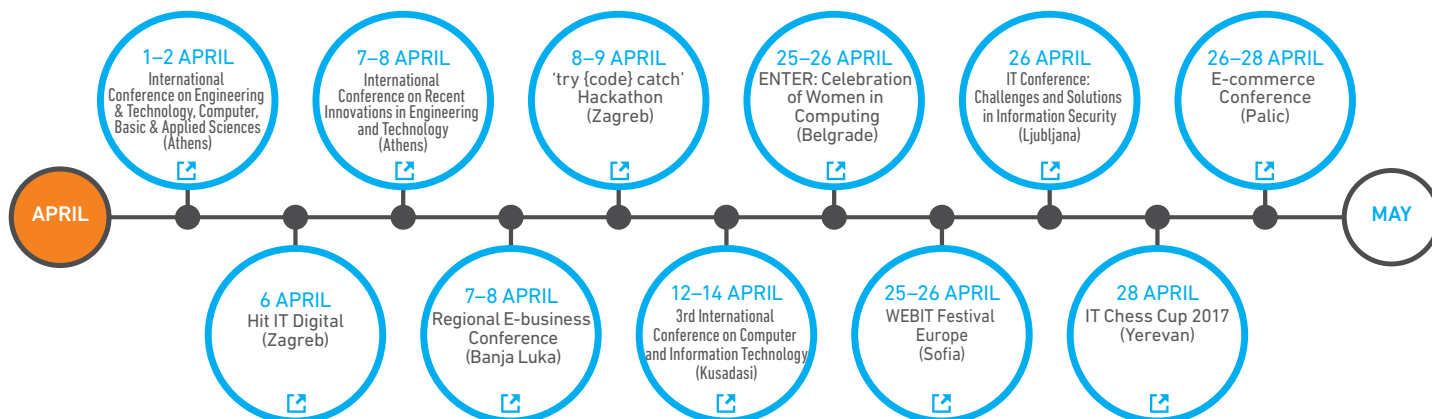 APRIL
1–2 APRIL
International
Conference on Engineering
& Technology, Computer,
Basic & Applied Sciences
(Athens)
6 APRIL
Hit IT Digital
(Zagreb)
7–8 APRIL
International
Conference on Recent
Innovations in Engineering
and Technology
(Athens)
7–8 APRIL
Regional E-business
Conference
(Banja Luka)
8–9 APRIL
‘try {code} catch’
Hackathon
(Zagreb)
12–14 APRIL
3rd International
Conference on Computer
and Information Technology
(Kusadasi)
25–26 APRIL
ENTER: Celebration
of Women in
Computing
(Belgrade)
25–26 APRIL
WEBIT Festival
Europe
(Sofia)
26 APRIL
IT Conference:
Challenges and Solutions
in Information Security
(Ljubljana)
28 APRIL
IT Chess Cup 2017
(Yerevan)
26–28 APRIL
E-commerce
Conference
(Palic)
MAY